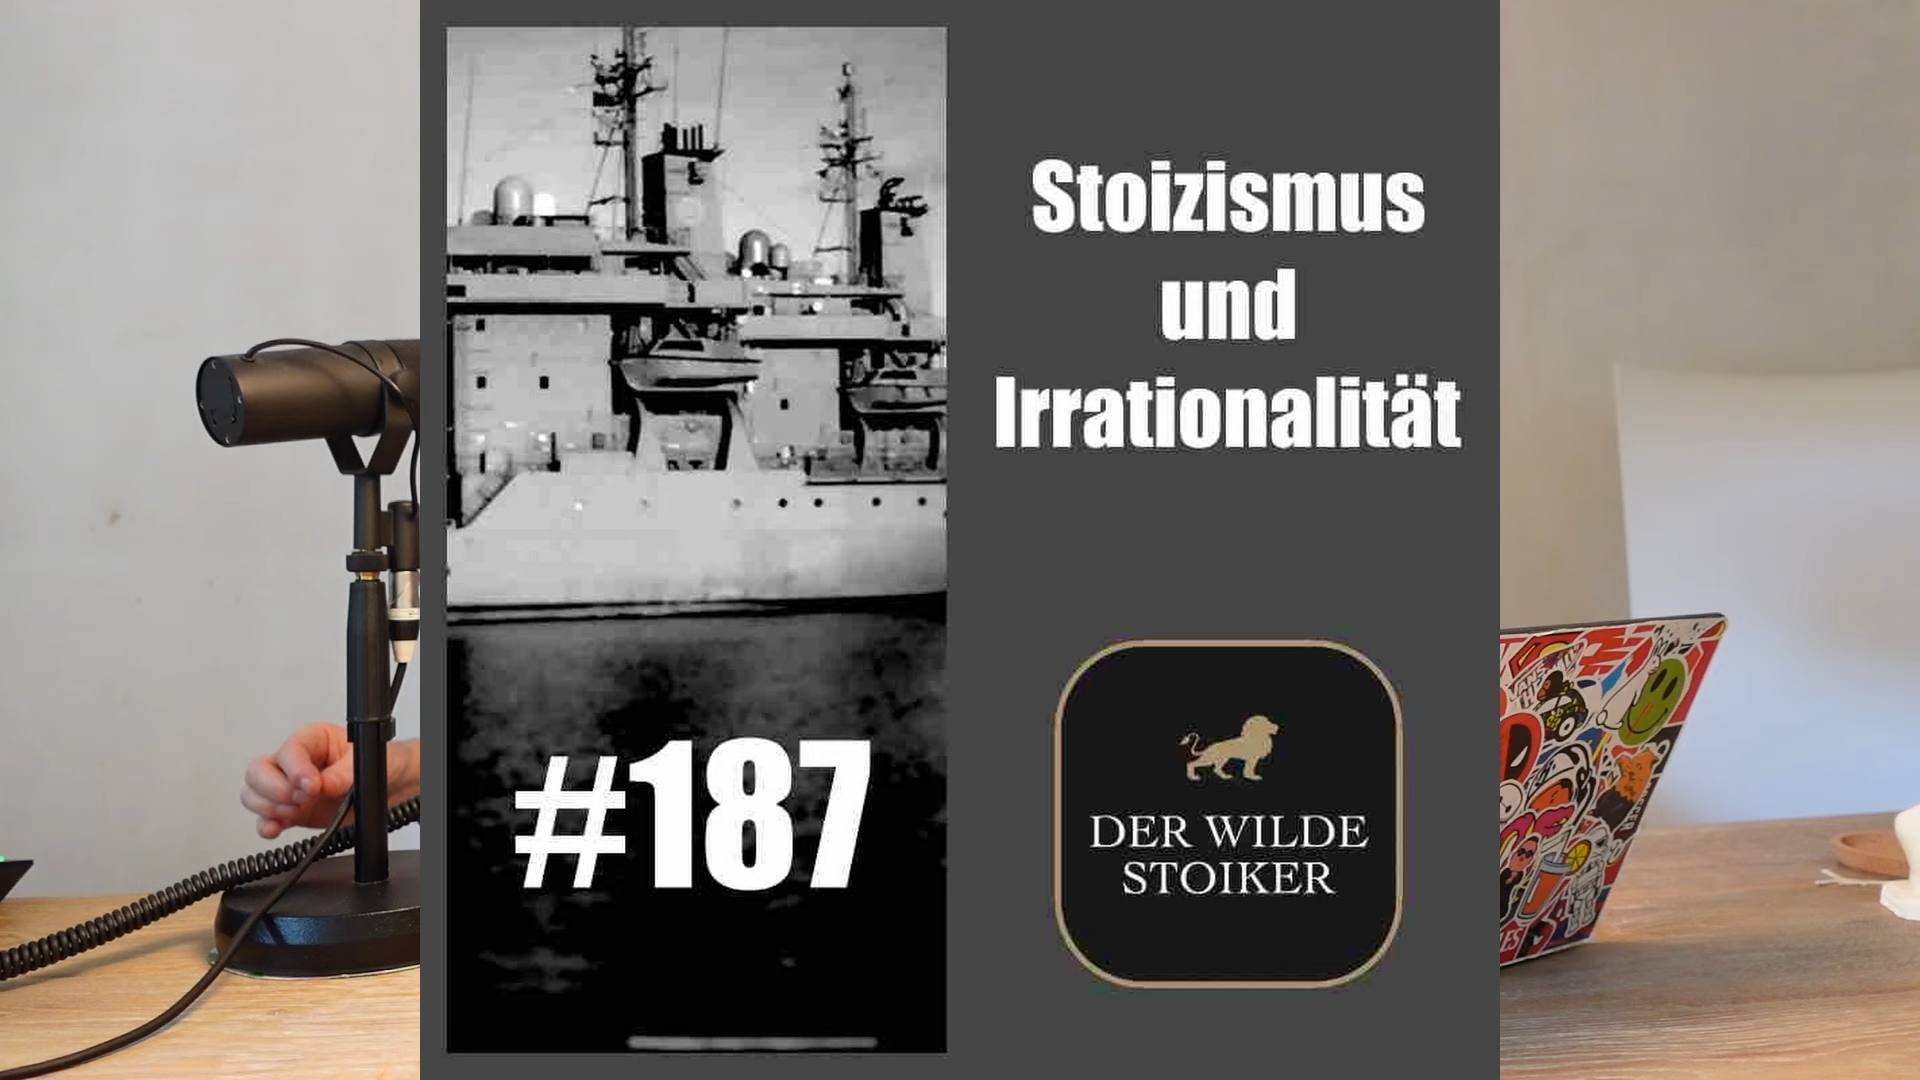 Stoizismus
und
Irrationalität
#187
DER WILDE
STOIKER